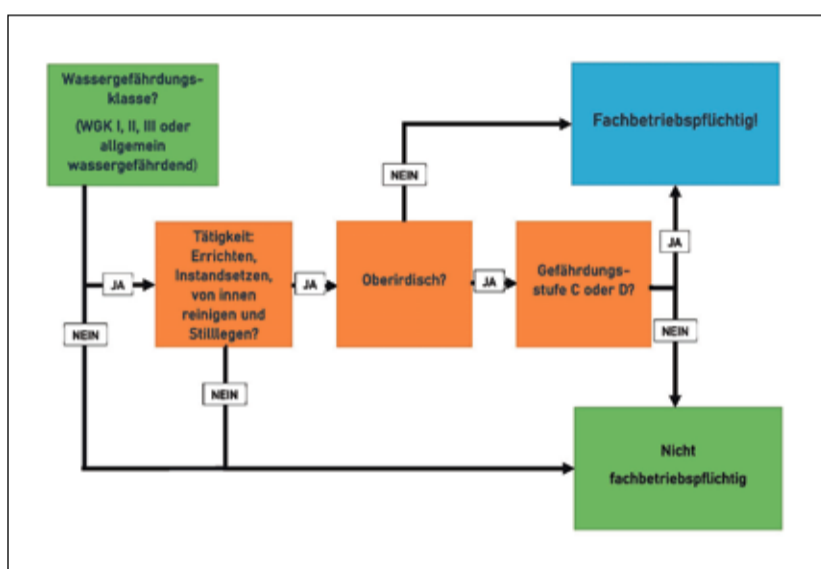 Wassergefährdungs-
klasse?
(WGK I, II, III oder
allgemein
wassergefährdend)
Fachbetriebspflichtig!
NEIN
Tätigkeit:
Errichten,
Instandsetzen,
von innen
reinigen und
Stilllegen?
JA
JA
Oberirdisch?
JA
Gefährdungs-
stufe C oder D?
JA
NEIN
NEIN
NEIN
Nicht
fachbetriebspflichtig